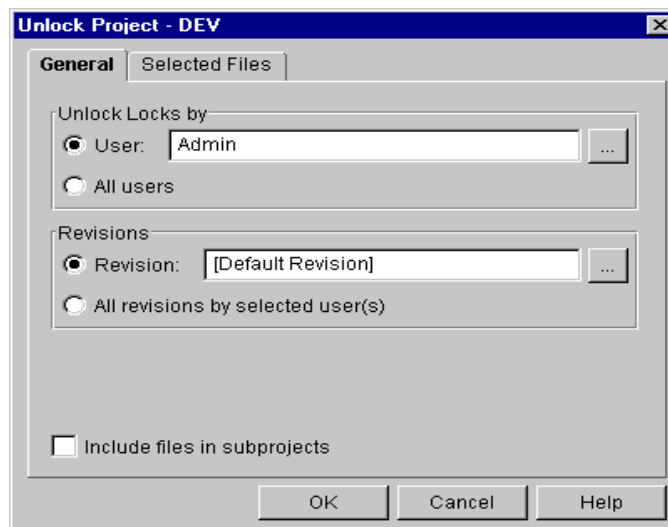 Unlock Project - DEV
General Selected Files
Unlock Locks by
User: Admin ...
All users
Revisions
Revision: [Default Revision] ...
All revisions by selected user(s)
Include files in subprojects
OK Cancel Help